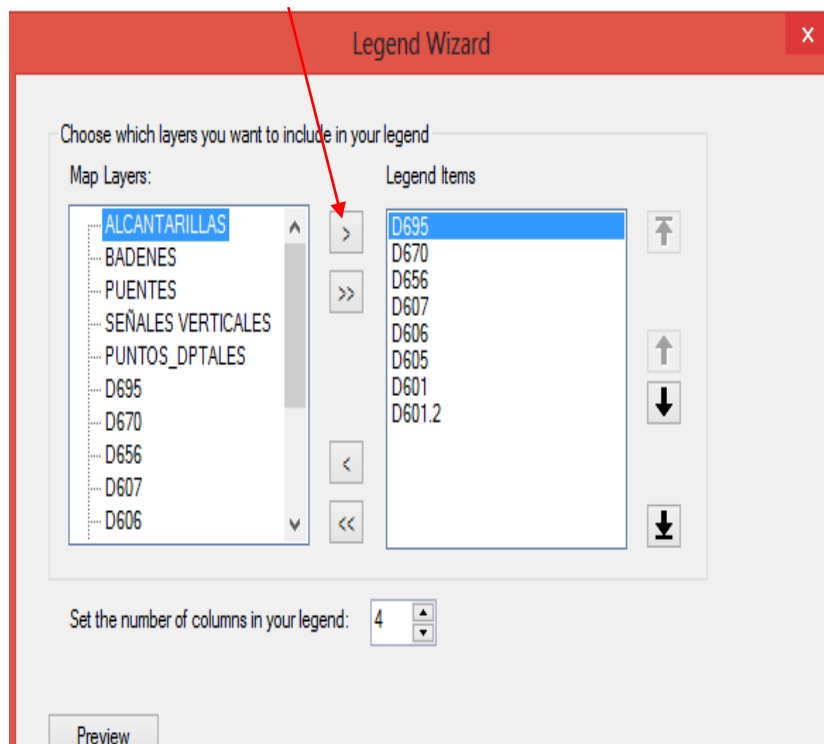 Legend Wizard
x
Choose which layers you want to include in your legend
Map Layers:
Legend Items
ALCANTARILLAS
BADENES
PUENTES
SEÑALES VERTICALES
PUNTOS_DPTALES
D695
D670
D656
D607
D606
>
>>
<
<<
D695
D670
D656
D607
D606
D605
D601
D601.2
Set the number of columns in your legend:
4
Preview